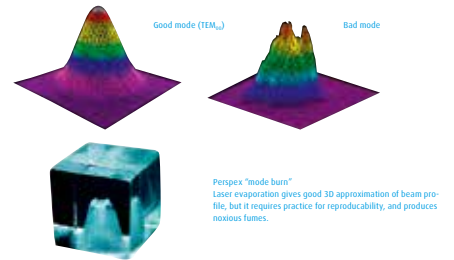 Good mode (TEM₀₀)
Bad mode
Perspex “mode burn”
Laser evaporation gives good 3D approximation of beam pro-
file, but it requires practice for reproducability, and produces
noxious fumes.